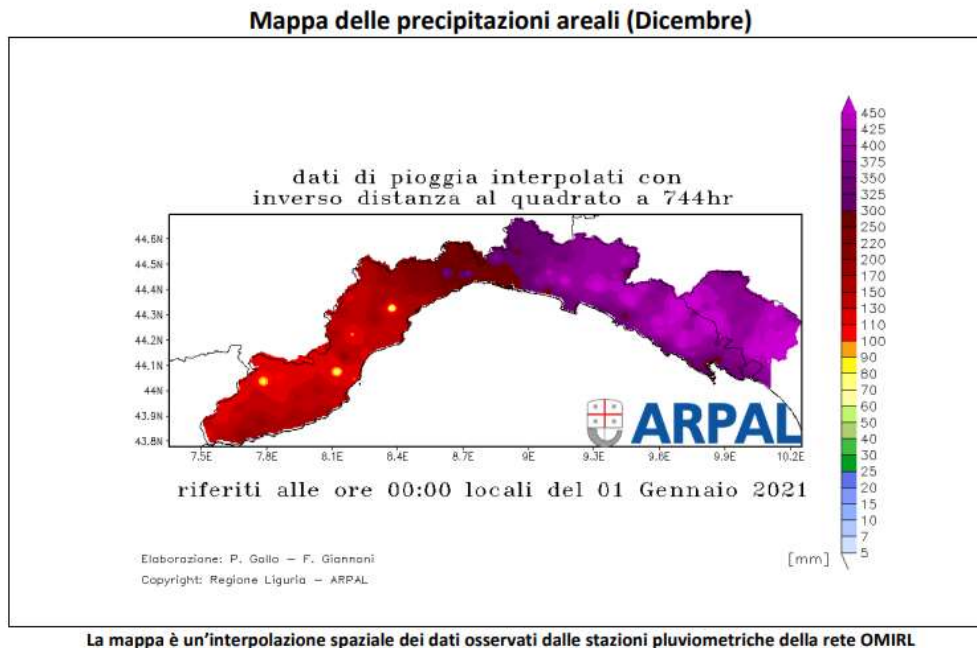 Mappa delle precipitazioni areali (Dicembre)
dati di pioggia interpolati con
inverso distanza al quadrato a 744hr
44.6N
44.5N
44.4N
44.3N
44.2N
44.1N
44N
43.9N
43.8N
7.5E 7.8E 8.1E 8.4E 8.7E 9E 9.3E 9.6E 9.9E 10.2E
ARPAL
450
425
400
375
350
325
300
250
220
200
170
150
130
110
100
90
80
70
60
50
40
30
25
20
15
10
7
5
[mm]
riferiti alle ore 00:00 locali del 01 Gennaio 2021
Elaborazione: P. Gallo – F. Giannoni
Copyright: Regione Liguria – ARPAL
La mappa è un'interpolazione spaziale dei dati osservati dalle stazioni pluviometriche della rete OMIRL